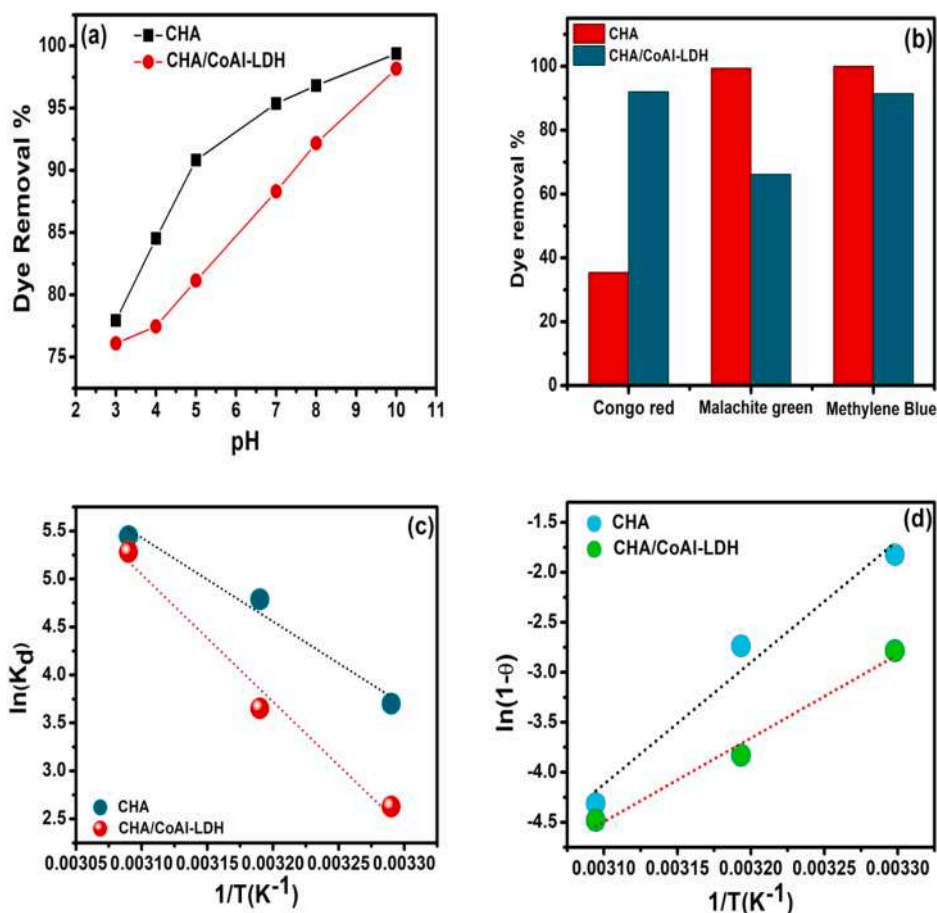 (a)
CHA
CHA/CoAl-LDH
Dye Removal %
100
95
90
85
80
75
2 3 4 5 6 7 8 9 10 11
pH
(b)
CHA
CHA/CoAl-LDH
Dye removal %
100
80
60
40
20
0
Congo red Malachite green Methylene Blue
(c)
ln(Kd)
5.5
5.0
4.5
4.0
3.5
3.0
2.5
CHA
CHA/CoAl-LDH
0.00305 0.00310 0.00315 0.00320 0.00325 0.00330
1/T(K-1)
(d)
CHA
CHA/CoAl-LDH
ln(1-θ)
-1.5
-2.0
-2.5
-3.0
-3.5
-4.0
-4.5
0.00310 0.00315 0.00320 0.00325 0.00330
1/T(K-1)